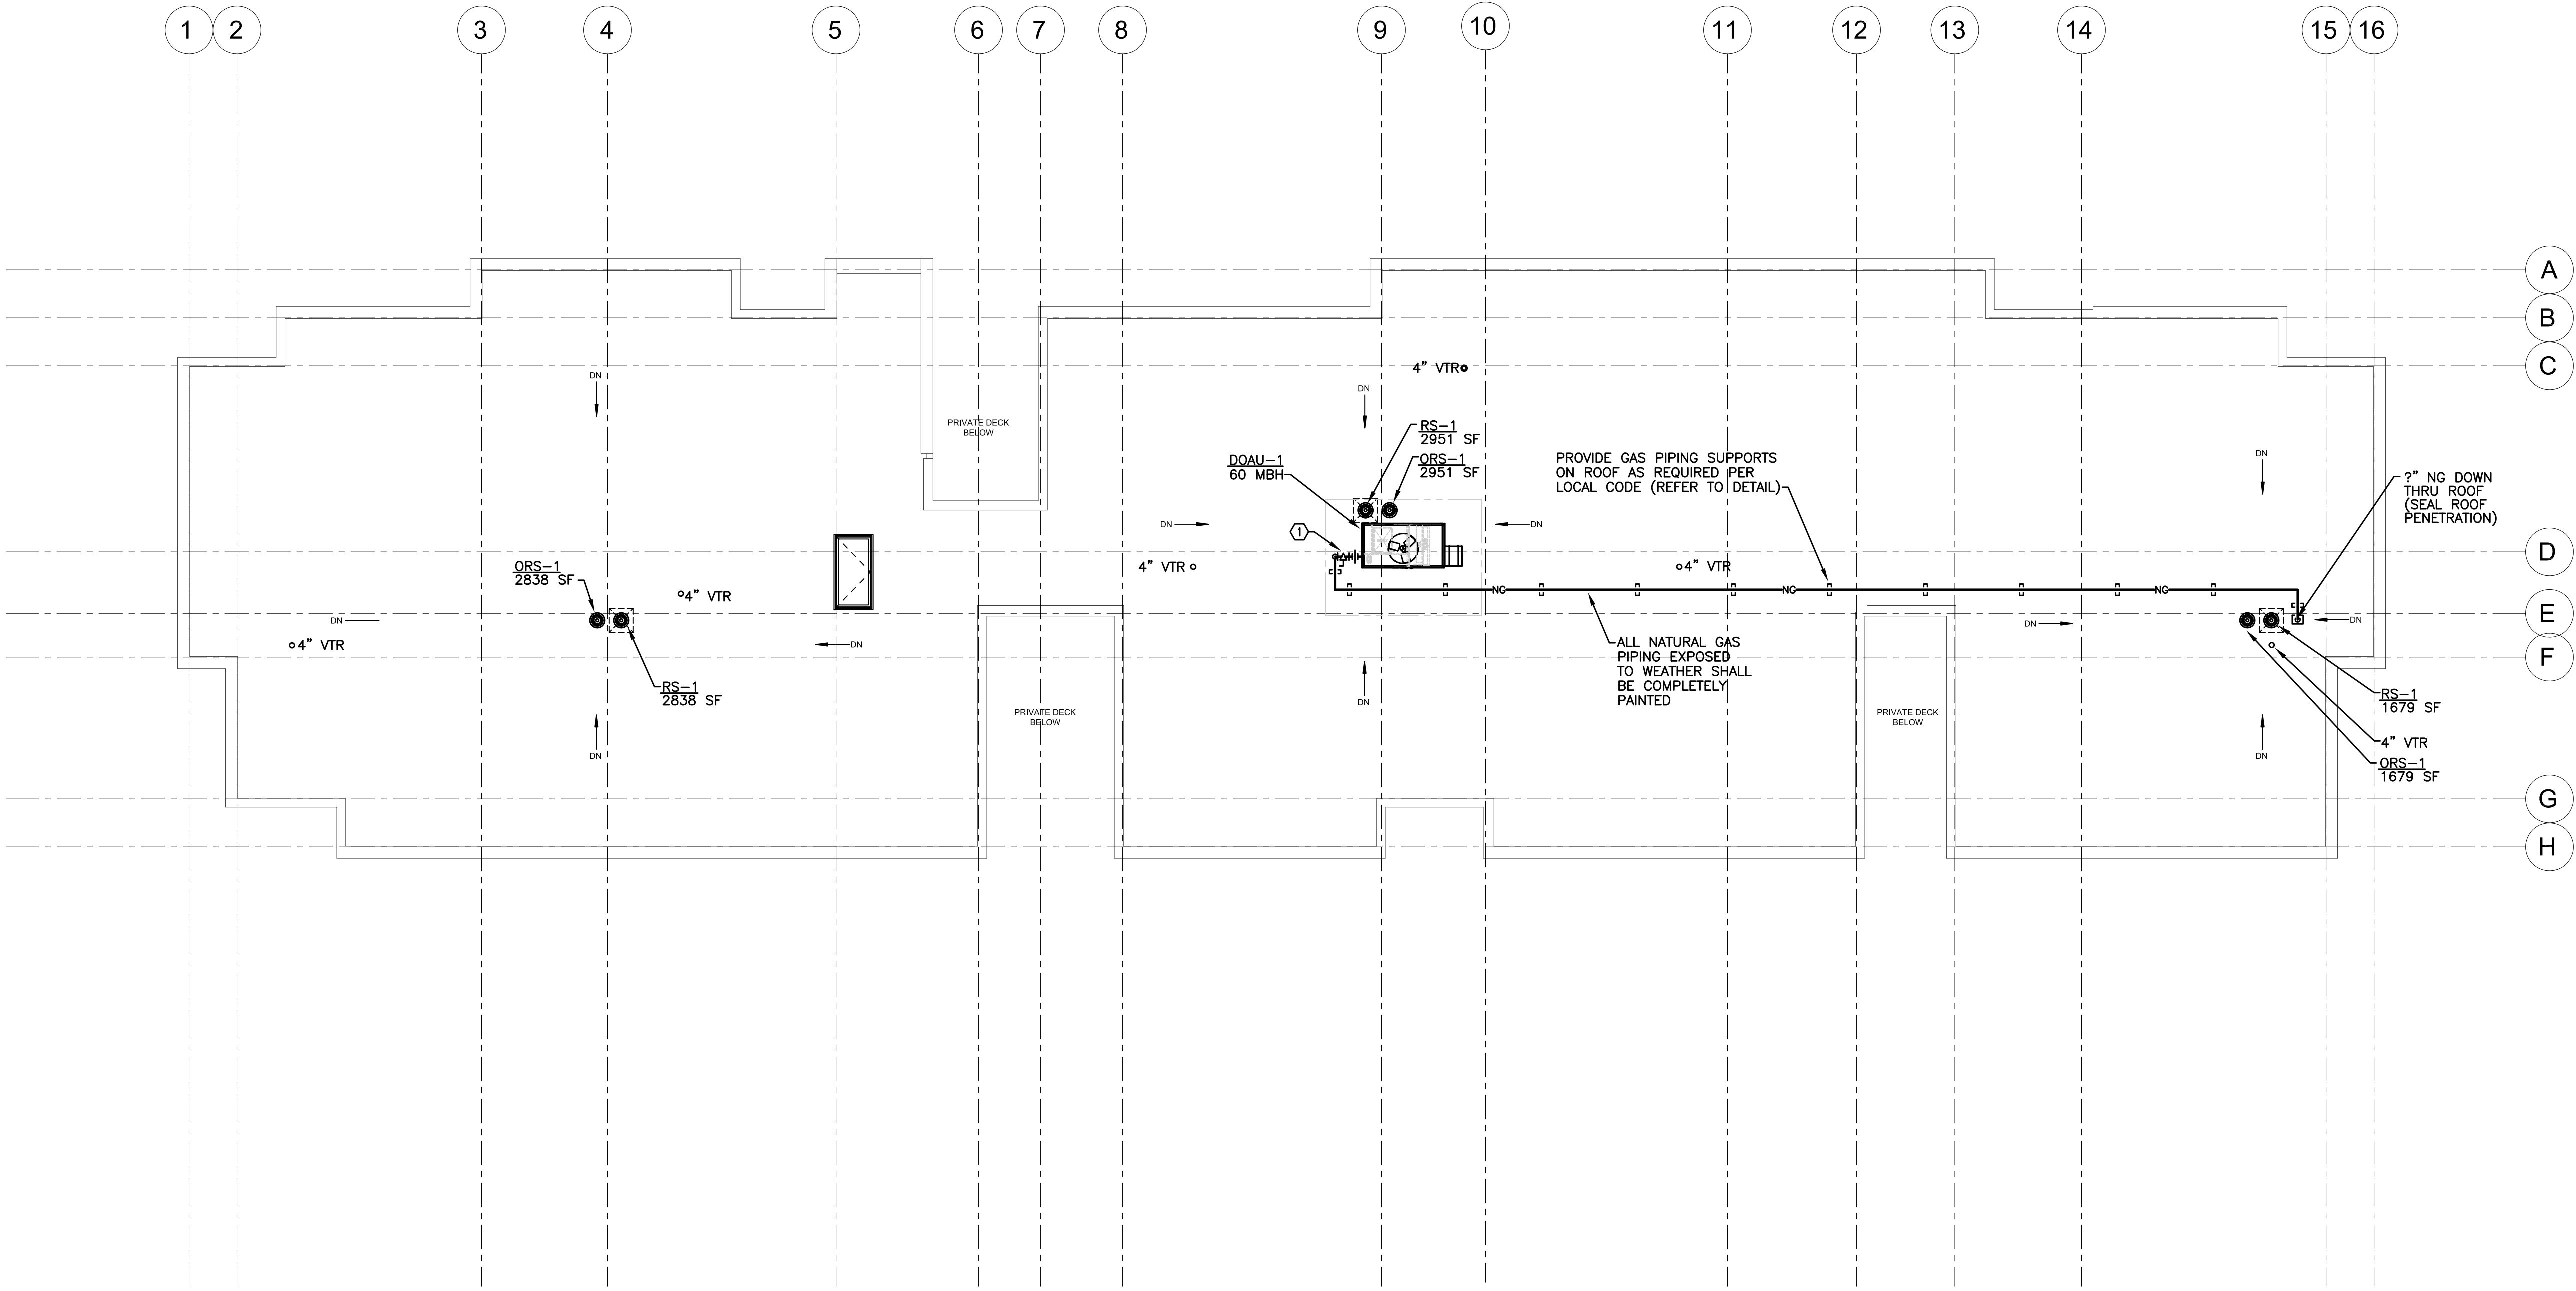 1
2
3
4
5
6
7
8
9
10
11
12
13
14
15
16
A
B
C
D
E
F
G
H
DN
4" VTR
DN
PRIVATE DECK
BELOW
RS-1
2951 SF
ORS-1
2951 SF
DOAU-1
60 MBH
PROVIDE GAS PIPING SUPPORTS
ON ROOF AS REQUIRED PER
LOCAL CODE (REFER TO DETAIL)
DN
?" NG DOWN
THRU ROOF
(SEAL ROOF
PENETRATION)
DN
DN
1
4" VTR
4" VTR
ORS-1
2838 SF
4" VTR
NG
NG
NG
DN
4" VTR
DN
RS-1
2838 SF
DN
DN
ALL NATURAL GAS
PIPING EXPOSED
TO WEATHER SHALL
BE COMPLETELY
PAINTED
DN
PRIVATE DECK
BELOW
PRIVATE DECK
BELOW
RS-1
1679 SF
4" VTR
ORS-1
1679 SF
DN
DN